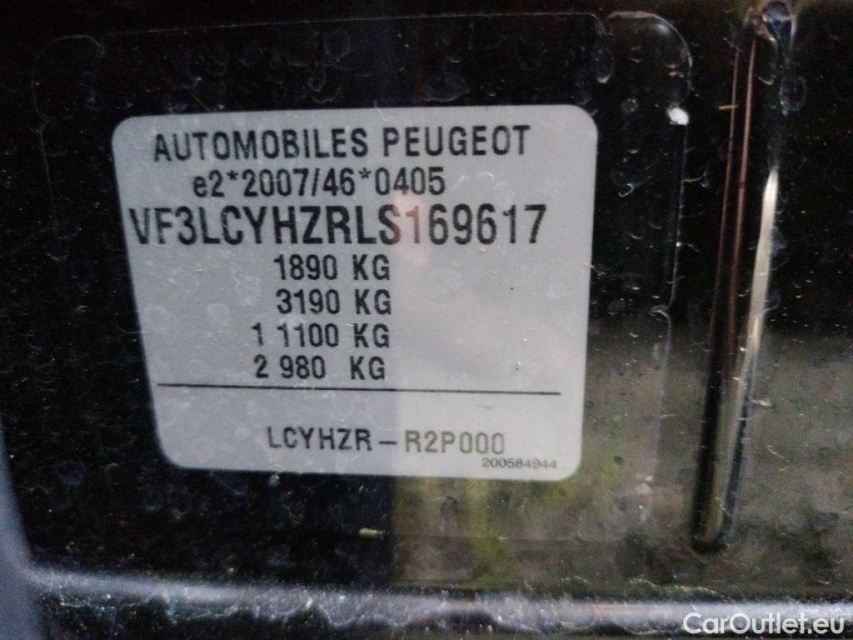 AUTOMOBILES PEUGEOT
e2*2007/46*0405
VF3LCYHZRLS169617
1890 KG
3190 KG
1 1100 KG
2 980 KG
LCYHZR - R2P000
200584944
CarOutlet.eu